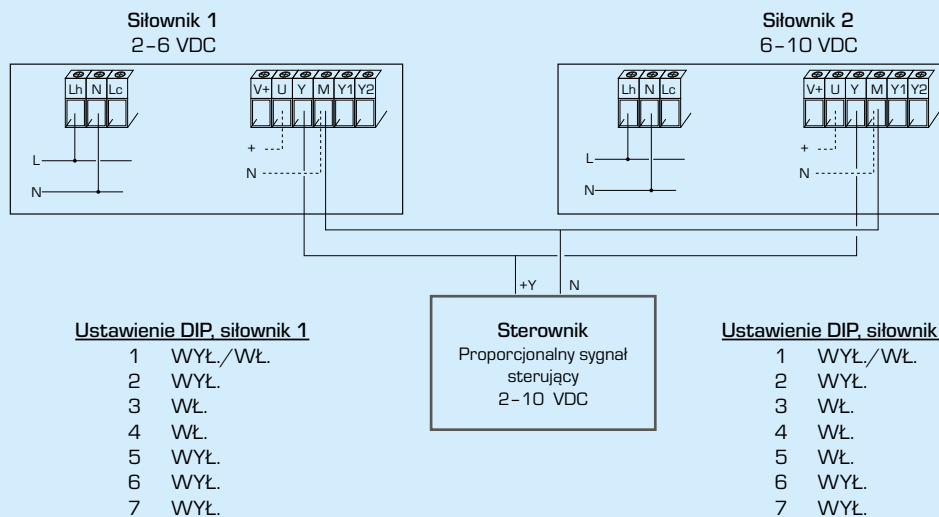 Siłownik 1
2–6 VDC
Lh N Lc
V+ U Y M Y1 Y2
+
N
L
N
Siłownik 2
6–10 VDC
Lh N Lc
V+ U Y M Y1 Y2
+
N
L
N
+Y N
Sterownik
Proporcjonalny sygnał
sterujący
2–10 VDC
Ustawienie DIP, siłownik 1
1 WYŁ./WŁ.
2 WYŁ.
3 WŁ.
4 WŁ.
5 WYŁ.
6 WYŁ.
7 WYŁ.
Ustawienie DIP, siłownik
1 WYŁ./WŁ.
2 WYŁ.
3 WŁ.
4 WŁ.
5 WŁ.
6 WYŁ.
7 WYŁ.